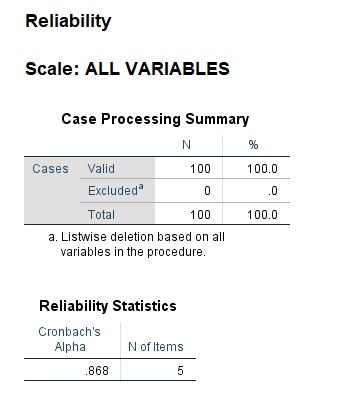 Reliability
Scale: ALL VARIABLES
Case Processing Summary
N %
Cases Valid 100 100.0
Excludedª 0 .0
Total 100 100.0
a. Listwise deletion based on all
variables in the procedure.
Reliability Statistics
Cronbach's
Alpha N of Items
.868 5